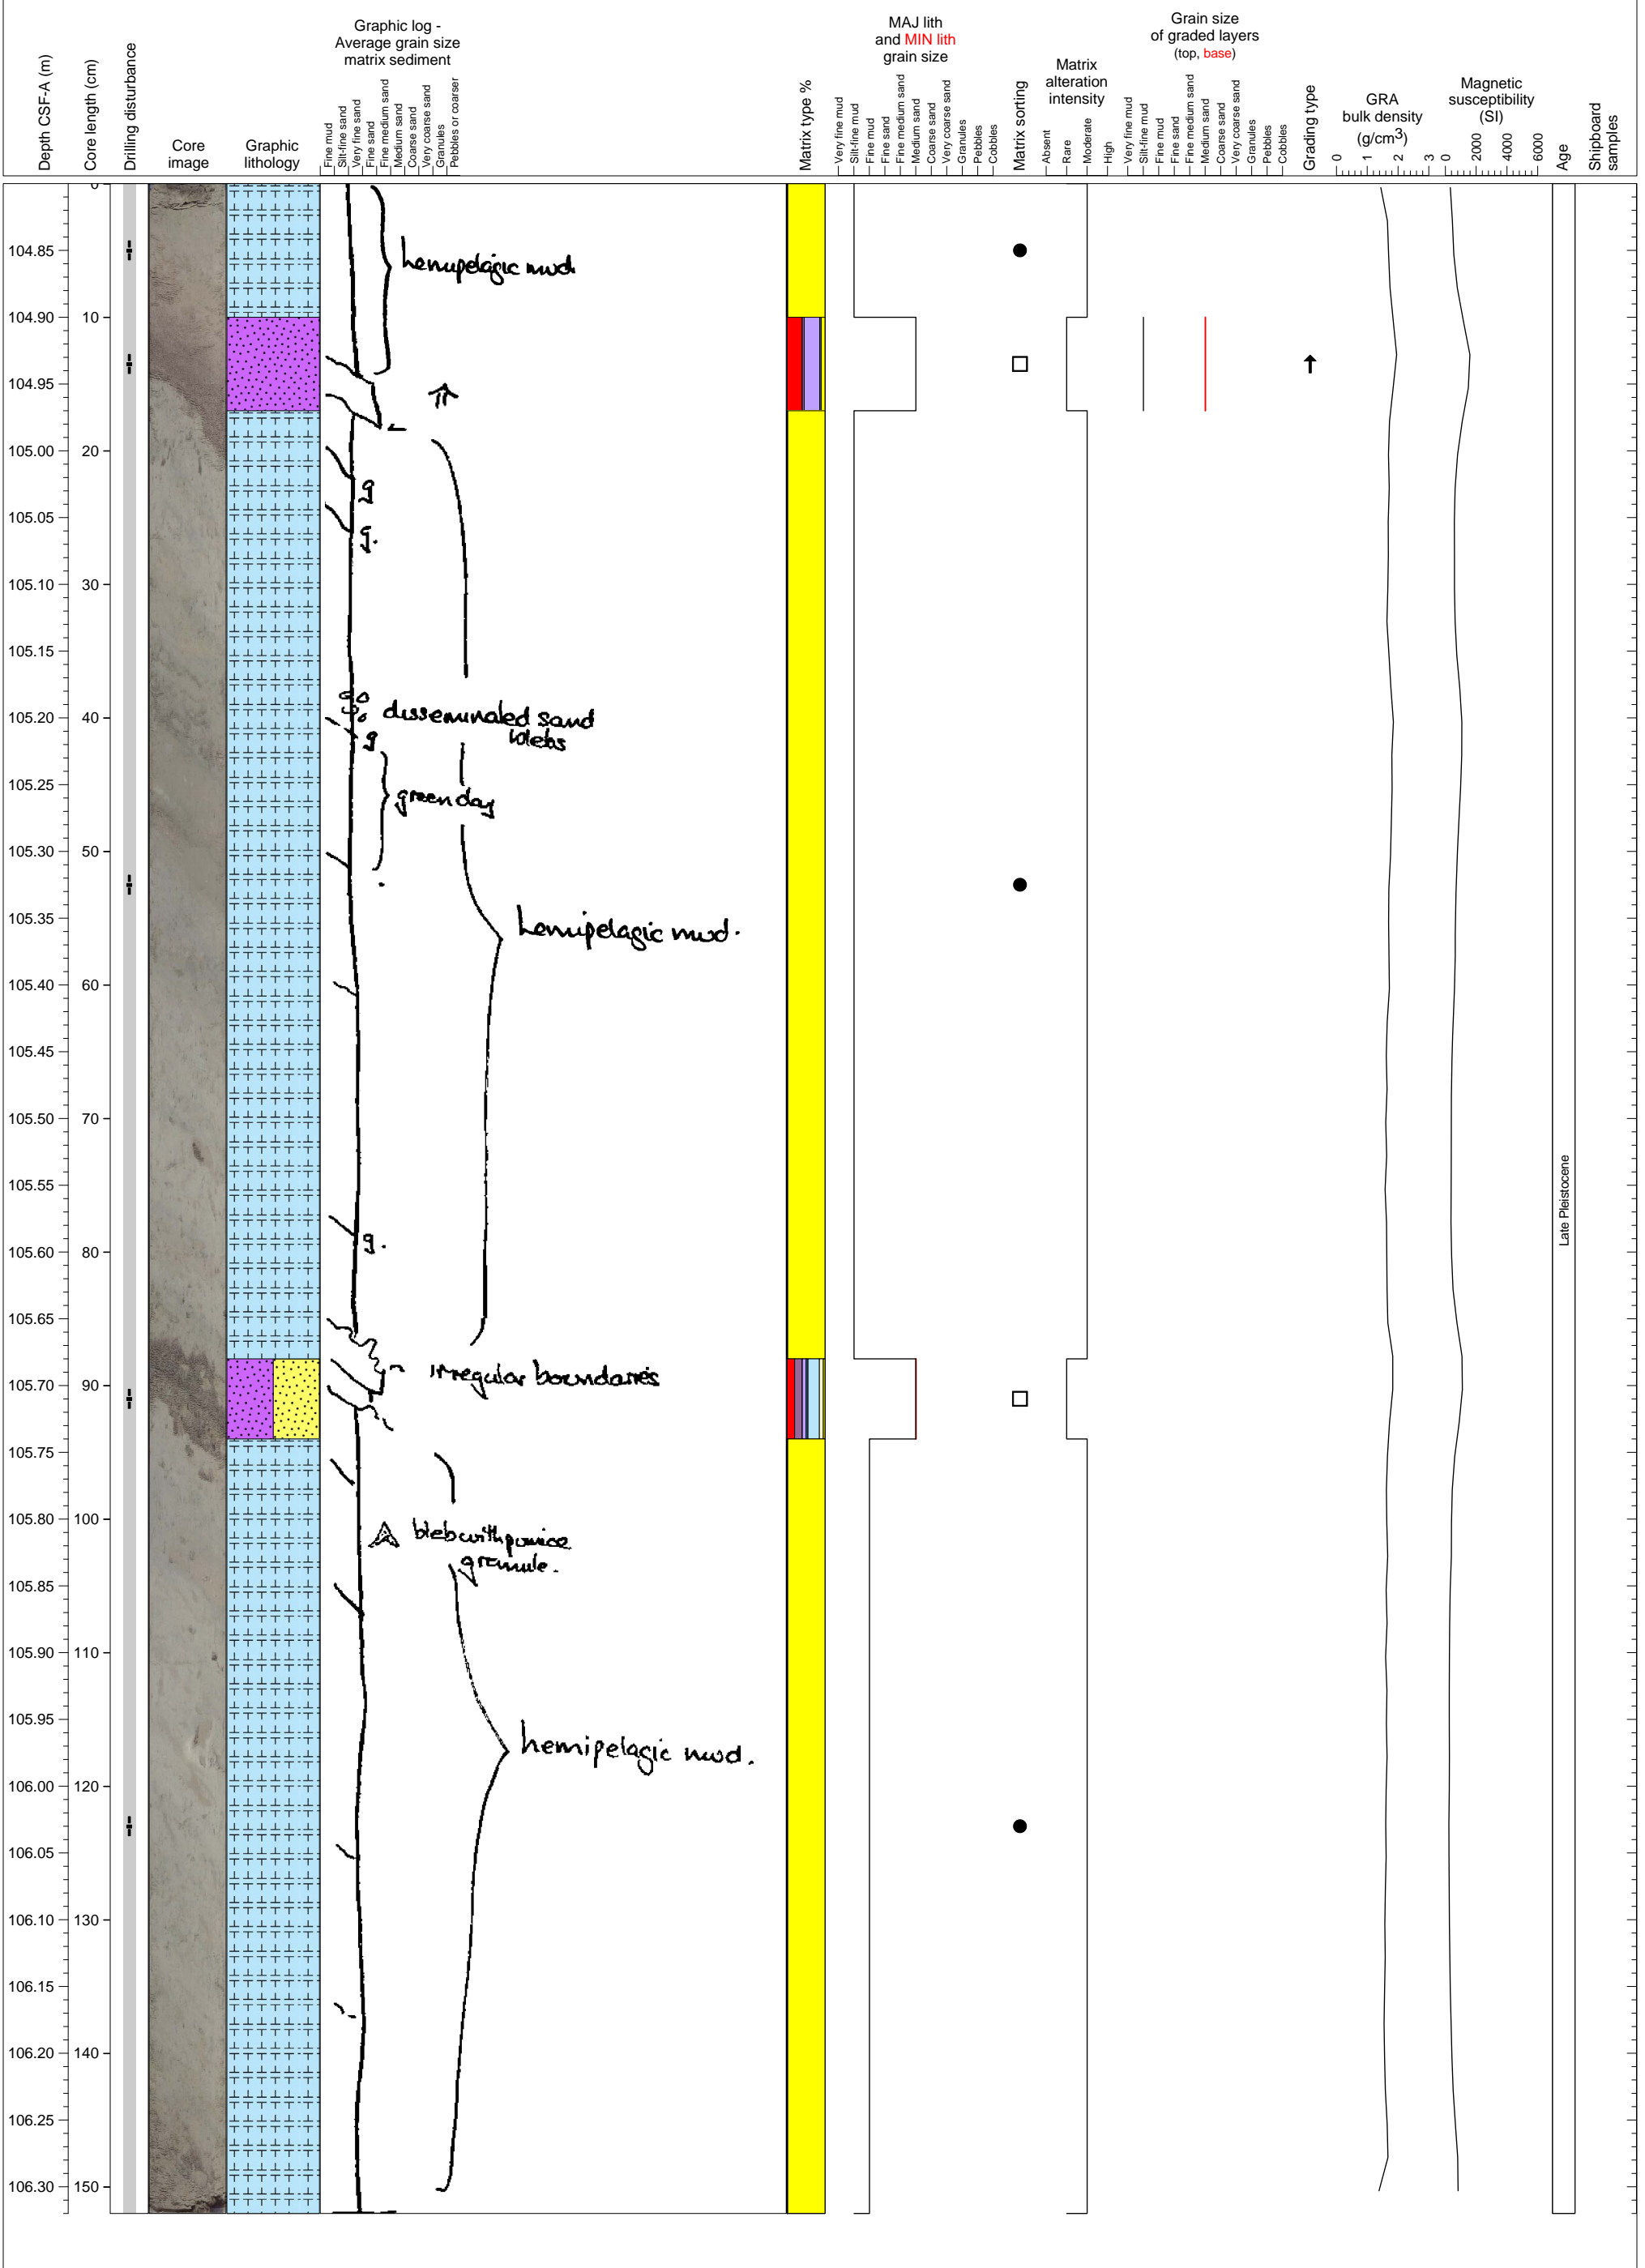 Depth CSF-A (m)
Core length (cm)
Drilling disturbance
Core
image
Graphic
lithology
Graphic log -
Average grain size
matrix sediment
Fine mud
Silt-fine sand
Very fine sand
Fine sand
Fine medium sand
Medium sand
Coarse sand
Very coarse sand
Granules
Pebbles or coarser
Matrix type %
MAJ lith
and MIN lith
grain size
Very fine mud
Silt-fine mud
Fine mud
Fine sand
Fine medium sand
Medium sand
Coarse sand
Very coarse sand
Granules
Pebbles
Cobbles
Matrix sorting
Matrix
alteration
intensity
Absent
Rare
Moderate
High
Grain size
of graded layers
(top, base)
Very fine mud
Silt-fine mud
Fine mud
Fine sand
Fine medium sand
Medium sand
Coarse sand
Very coarse sand
Granules
Pebbles
Cobbles
Grading type
GRA
bulk density
(g/cm3)
0 1 2 3
Magnetic
susceptibility
(SI)
0 2000 4000 6000
Age
Shipboard
samples
0
104.85
hemipelagic mud.
104.90 10
104.95
105.00 20
g
105.05
g.
105.10 30
105.15
105.20 40
disseminated sand
blebs
g
105.25
green clay
105.30 50
105.35
hemipelagic mud.
105.40 60
105.45
105.50 70
105.55
Late Pleistocene
105.60 80
g.
105.65
irregular boundaries
105.70 90
105.75
105.80 100
bleb with pumice
granule.
105.85
105.90 110
105.95
hemipelagic mud.
106.00 120
106.05
106.10 130
106.15
106.20 140
106.25
106.30 150